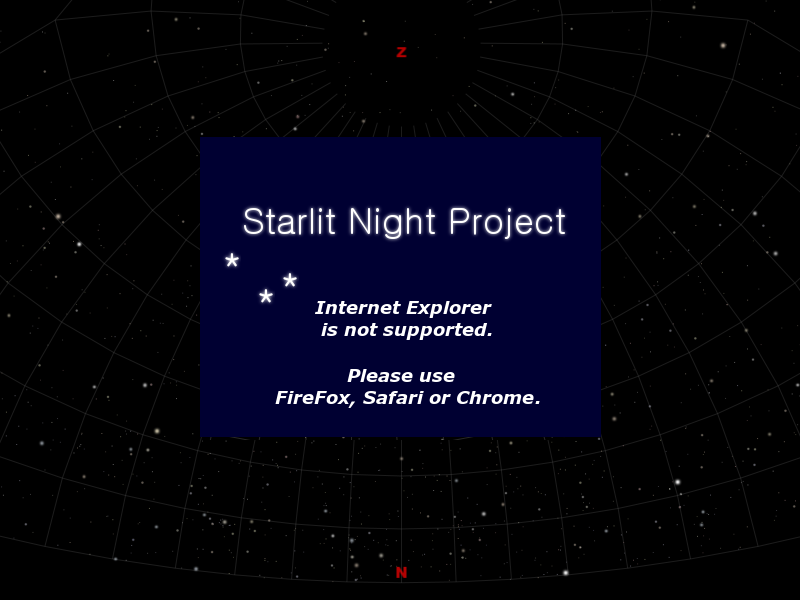 Z
Starlit Night Project
*
*
*
Internet Explorer
is not supported.
Please use
FireFox, Safari or Chrome.
N